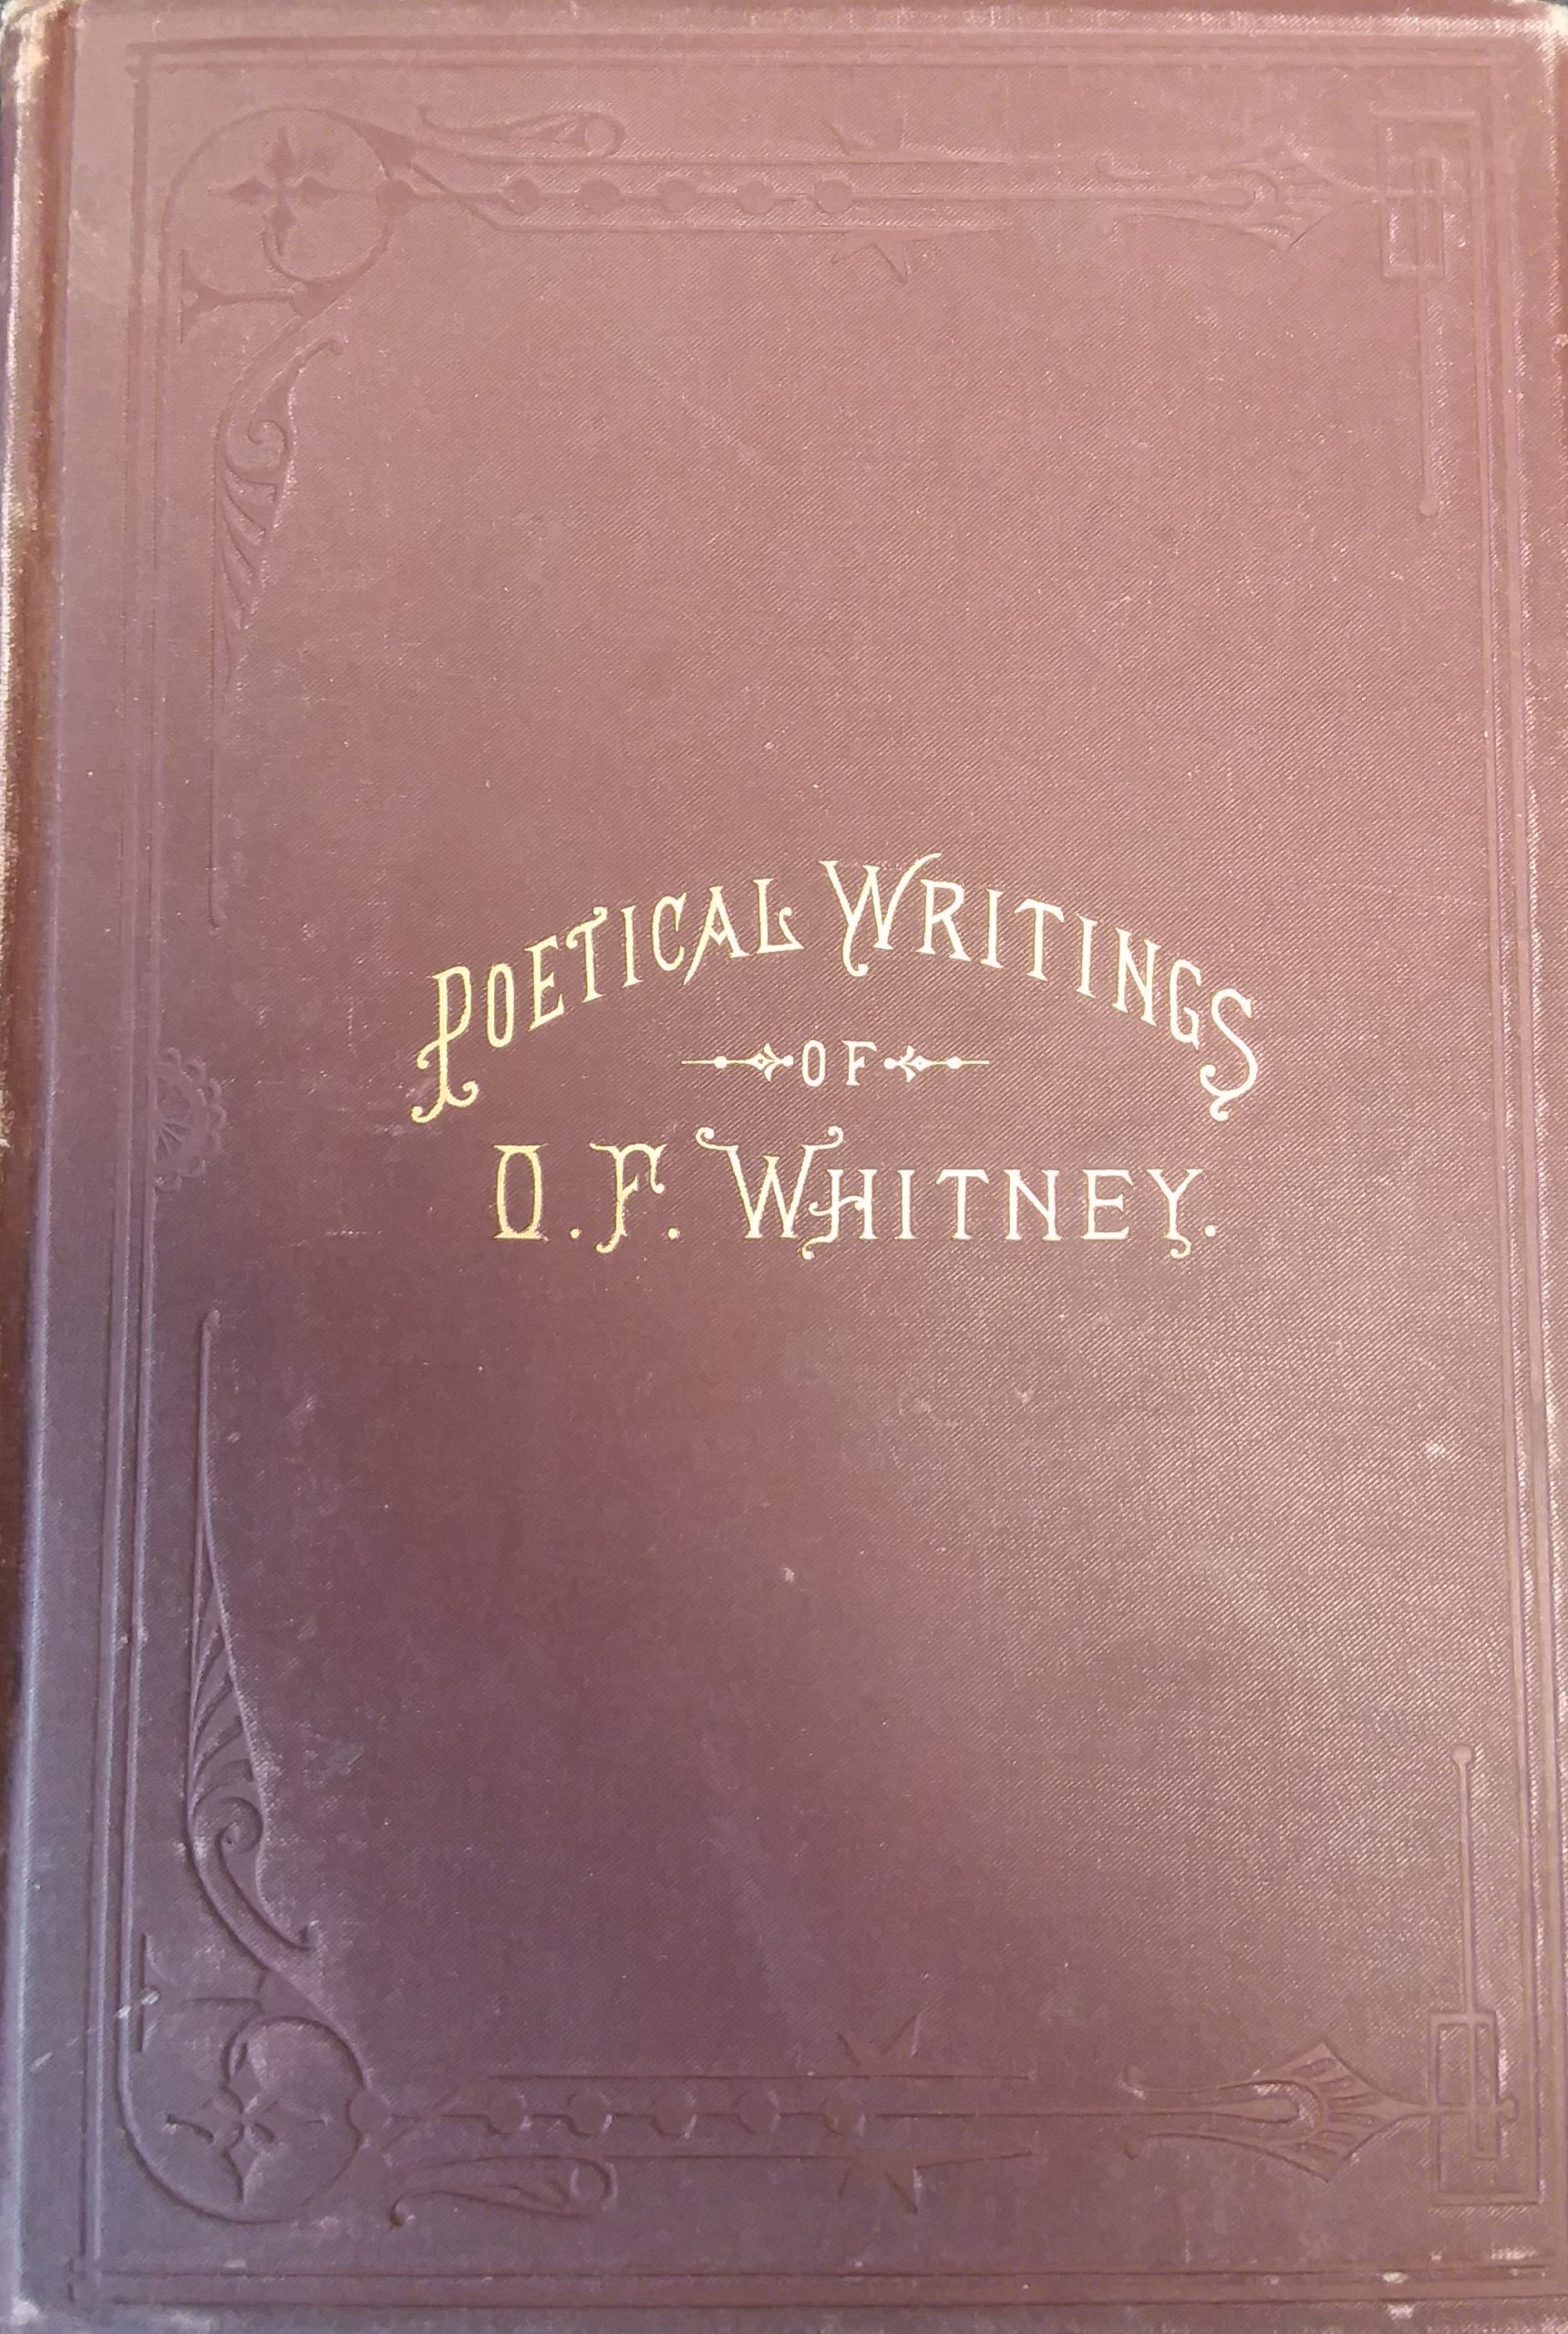 POETICAL WRITINGS
OF
O. F. WHITNEY.